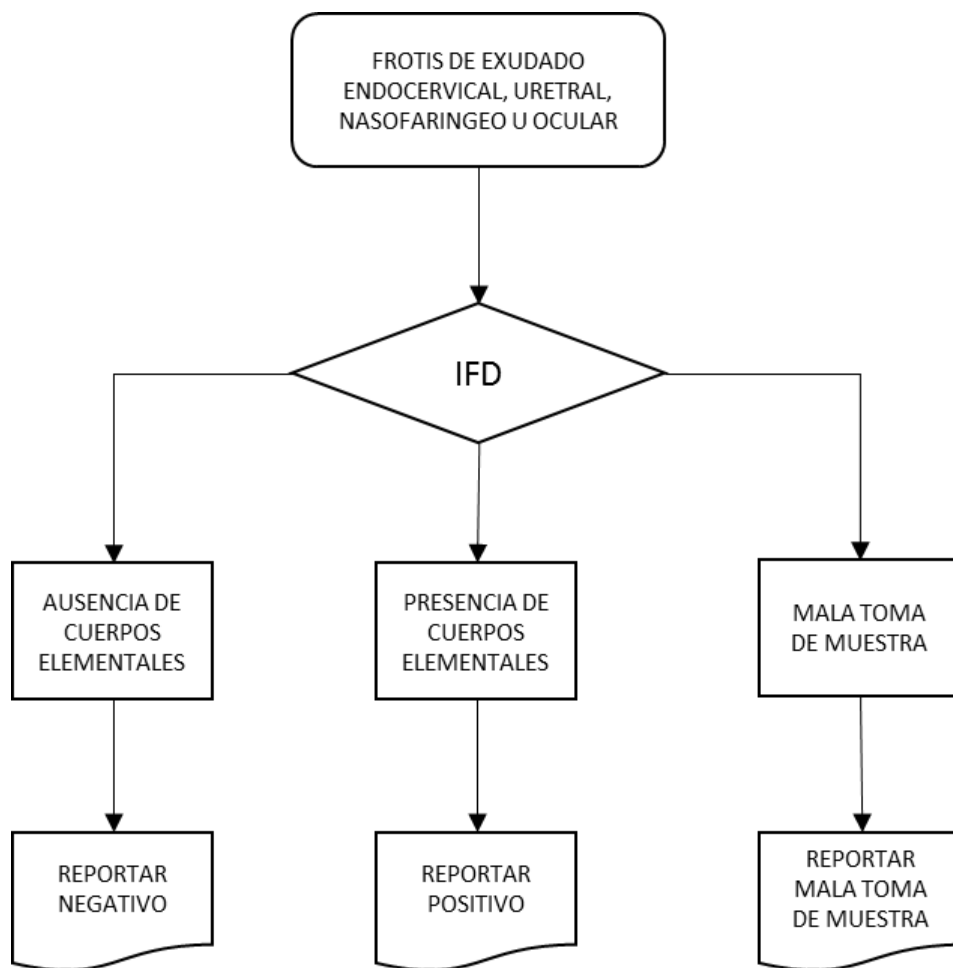 FROTIS DE EXUDADO
ENDOCERVICAL, URETRAL,
NASOFARINGEO U OCULAR
IFD
AUSENCIA DE
CUERPOS
ELEMENTALES
PRESENCIA DE
CUERPOS
ELEMENTALES
MALA TOMA
DE MUESTRA
REPORTAR
NEGATIVO
REPORTAR
POSITIVO
REPORTAR
MALA TOMA
DE MUESTRA